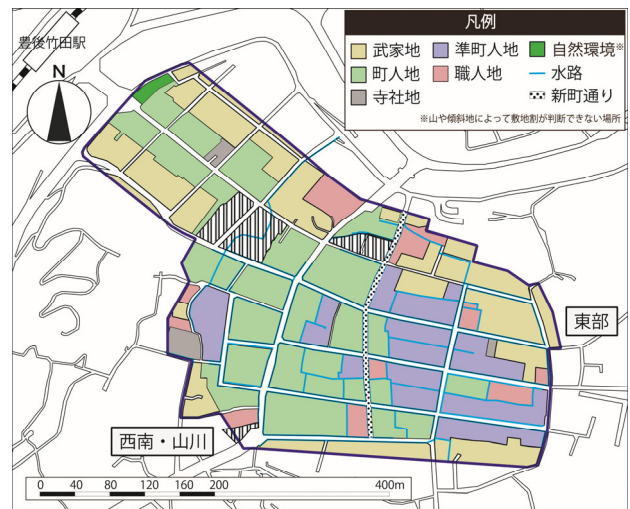 豊後竹田駅
N
凡例
武家地
準町人地
自然環境※
町人地
職人地
水路
寺社地
新町通り
※山や傾斜地によって敷地割が判断できない場所
東部
西南・山川
0 40 80 120 160 200 400m